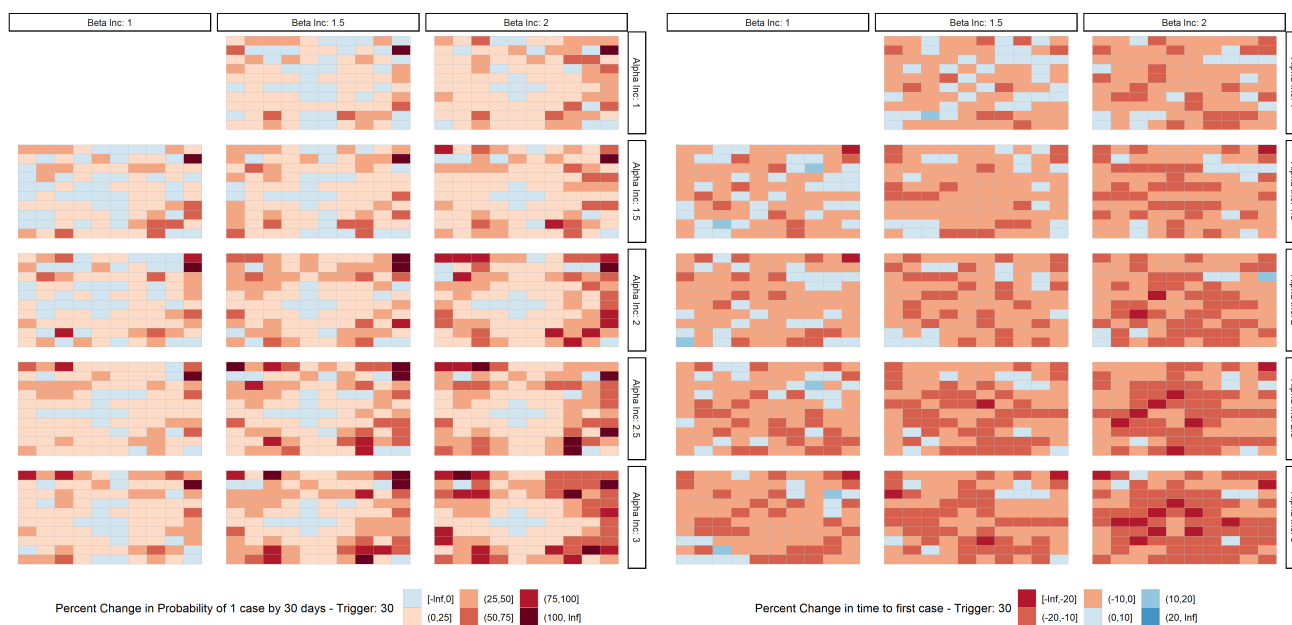 Beta Inc: 1
Beta Inc: 1.5
Beta Inc: 2
Alpha Inc: 1
Alpha Inc: 1.5
Alpha Inc: 2
Alpha Inc: 2.5
Alpha Inc: 3
Percent Change in Probability of 1 case by 30 days - Trigger: 30
[-Inf,0]
(25,50]
(75,100]
(0,25]
(50,75]
(100, Inf]
Beta Inc: 1
Beta Inc: 1.5
Beta Inc: 2
Percent Change in time to first case - Trigger: 30
[-Inf,-20]
(-10,0]
(10,20]
(-20,-10]
(0,10]
(20, Inf]